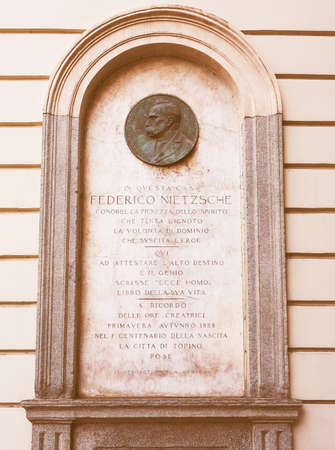 IN QUESTA CASA
FEDERICO NIETZSCHE
CONOBBE LA PIENEZZA DELLO SPIRITO
CHE TENTA L'IGNOTO
LA VOLONTÀ DI DOMINIO
CHE SUSCITA L'EROE
QUI
AD ATTESTARE L'ALTO DESTINO
E IL GENIO
SCRISSE "ECCE HOMO"
LIBRO DELLA SUA VITA
A RICORDO
DELLE ORE CREATRICI
PRIMAVERA AUTUNNO 1888
NEL I CENTENARIO DELLA NASCITA
LA CITTÀ DI TORINO
POSE